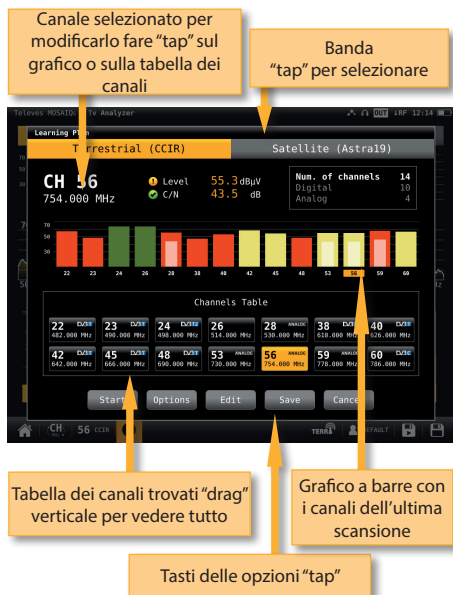 Canale selezionato per
modificarlo fare “tap” sul
grafico o sulla tabella dei
canali
Banda
“tap” per selezionare
Televes MOSAIQ Tv Analyzer
OUT iRF 12:14
Learning Plan
Terrestrial (CCIR)
Satellite (Astra19)
CH 56
754.000 MHz
Level 55.3 dBµV
C/N 43.5 dB
Num. of channels 14
Digital 10
Analog 4
70
50
30
22 23 24 26 28 38 40 42 45 48 53 56 59 60
Channels Table
22 482.000 MHz
23 490.000 MHz
24 498.000 MHz
26 514.000 MHz
28 ANALOG 530.000 MHz
38 610.000 MHz
40 626.000 MHz
42 642.000 MHz
45 666.000 MHz
48 690.000 MHz
53 ANALOG 730.000 MHz
56 ANALOG 754.000 MHz
59 ANALOG 778.000 MHz
60 786.000 MHz
Start Options Edit Save Cancel
CH 56 CCIR TERR DEFAULT
Tabella dei canali trovati “drag”
verticale per vedere tutto
Grafico a barre con
i canali dell’ultima
scansione
Tasti delle opzioni “tap”